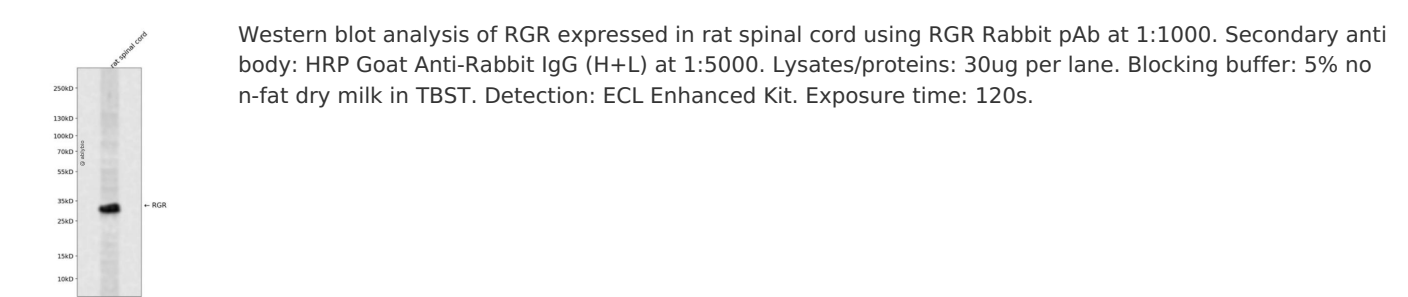 rat spinal cord
Western blot analysis of RGR expressed in rat spinal cord using RGR Rabbit pAb at 1:1000. Secondary anti
body: HRP Goat Anti-Rabbit IgG (H+L) at 1:5000. Lysates/proteins: 30ug per lane. Blocking buffer: 5% no
n-fat dry milk in TBST. Detection: ECL Enhanced Kit. Exposure time: 120s.
250kD
130kD
100kD
70kD
55kD
35kD
← RGR
25kD
15kD
10kD